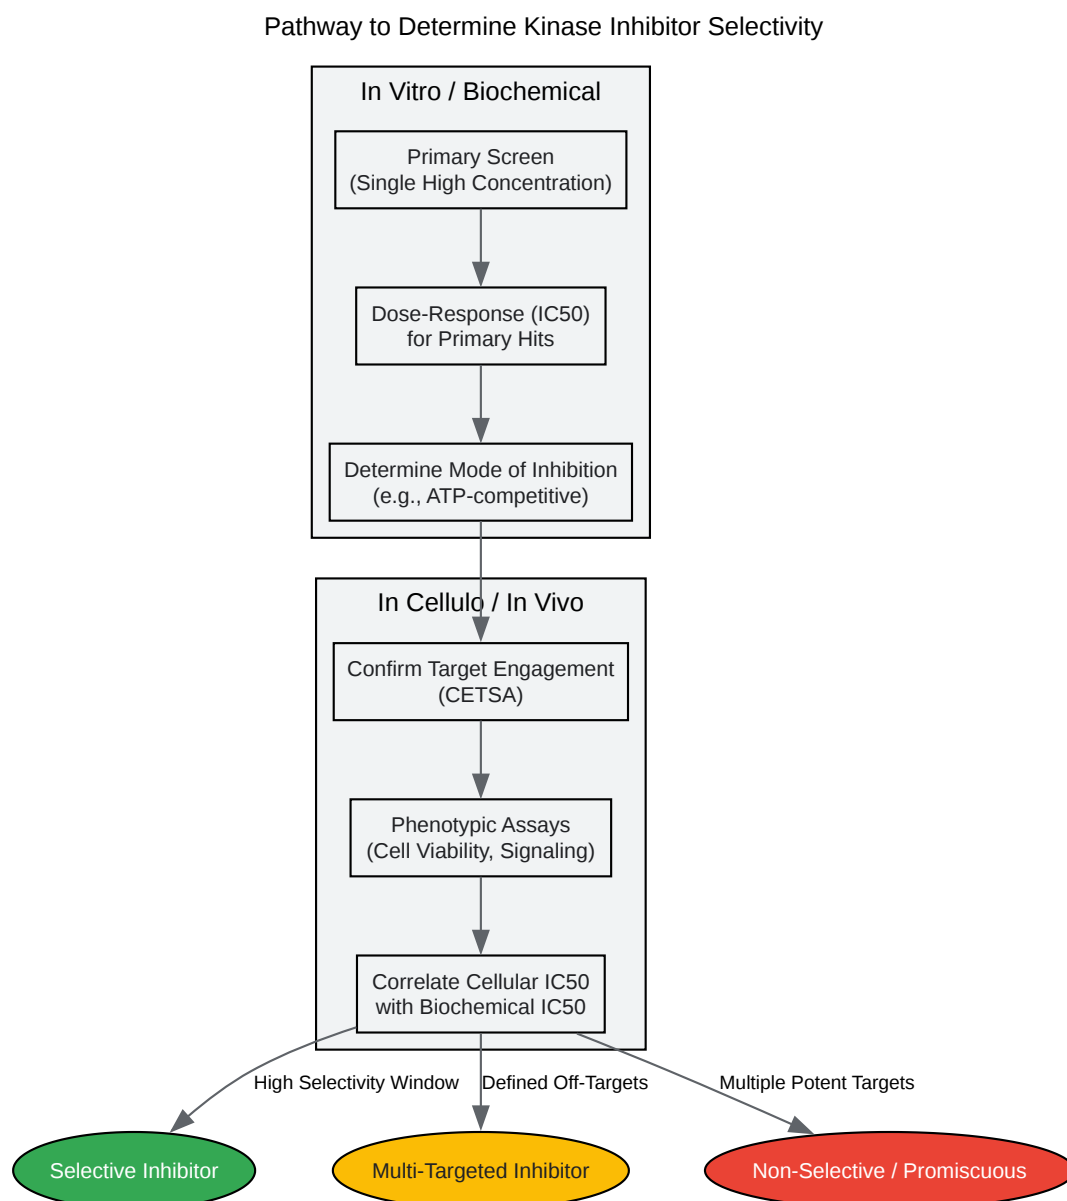 Pathway to Determine Kinase Inhibitor Selectivity
In Vitro / Biochemical
Primary Screen
(Single High Concentration)
Dose-Response (IC50)
for Primary Hits
Determine Mode of Inhibition
(e.g., ATP-competitive)
In Cellulo / In Vivo
Confirm Target Engagement
(CETSA)
Phenotypic Assays
(Cell Viability, Signaling)
Correlate Cellular IC50
with Biochemical IC50
High Selectivity Window
Defined Off-Targets
Multiple Potent Targets
Selective Inhibitor
Multi-Targeted Inhibitor
Non-Selective / Promiscuous